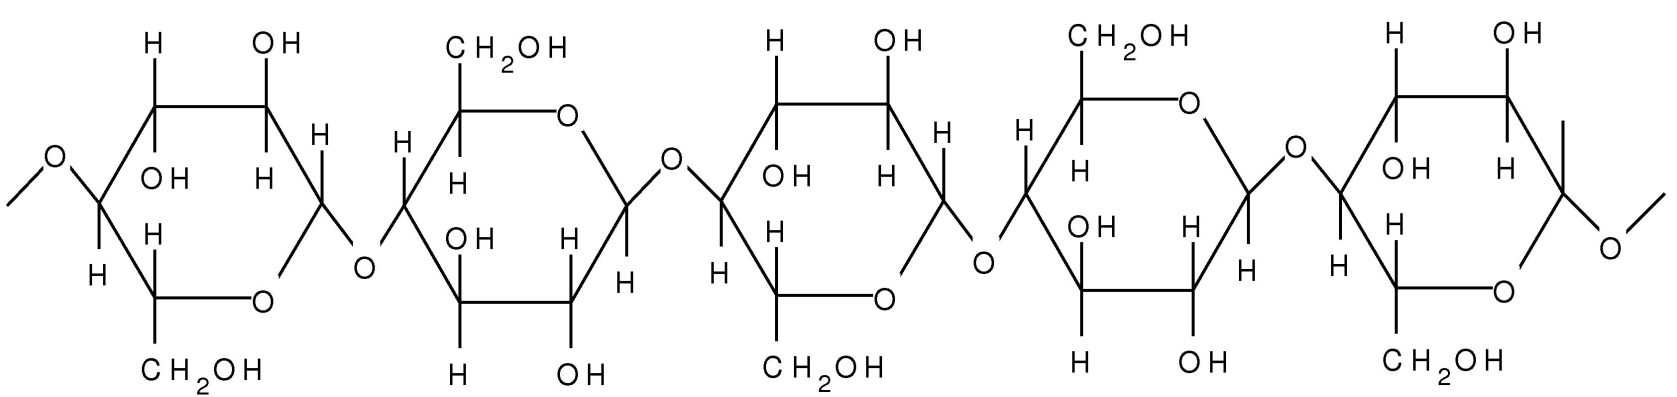 H OH CH₂OH H OH CH₂OH H OH
O O
H H H H
O O O
OH H H OH H H OH H
H OH H H OH H H
H O H H O H H O
O O O
CH₂OH H OH CH₂OH H OH CH₂OH